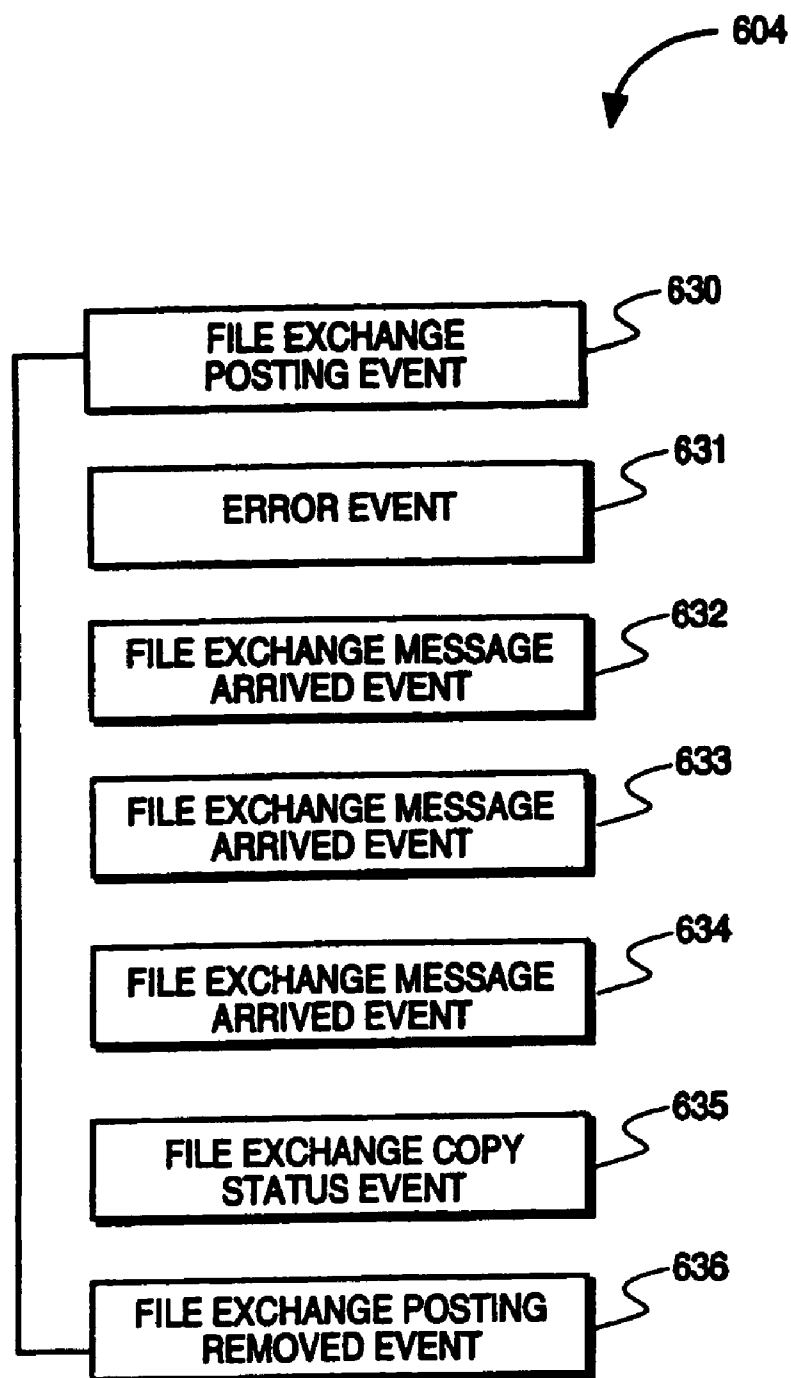 604
630
FILE EXCHANGE
POSTING EVENT
631
ERROR EVENT
632
FILE EXCHANGE MESSAGE
ARRIVED EVENT
633
FILE EXCHANGE MESSAGE
ARRIVED EVENT
634
FILE EXCHANGE MESSAGE
ARRIVED EVENT
635
FILE EXCHANGE COPY
STATUS EVENT
636
FILE EXCHANGE POSTING
REMOVED EVENT